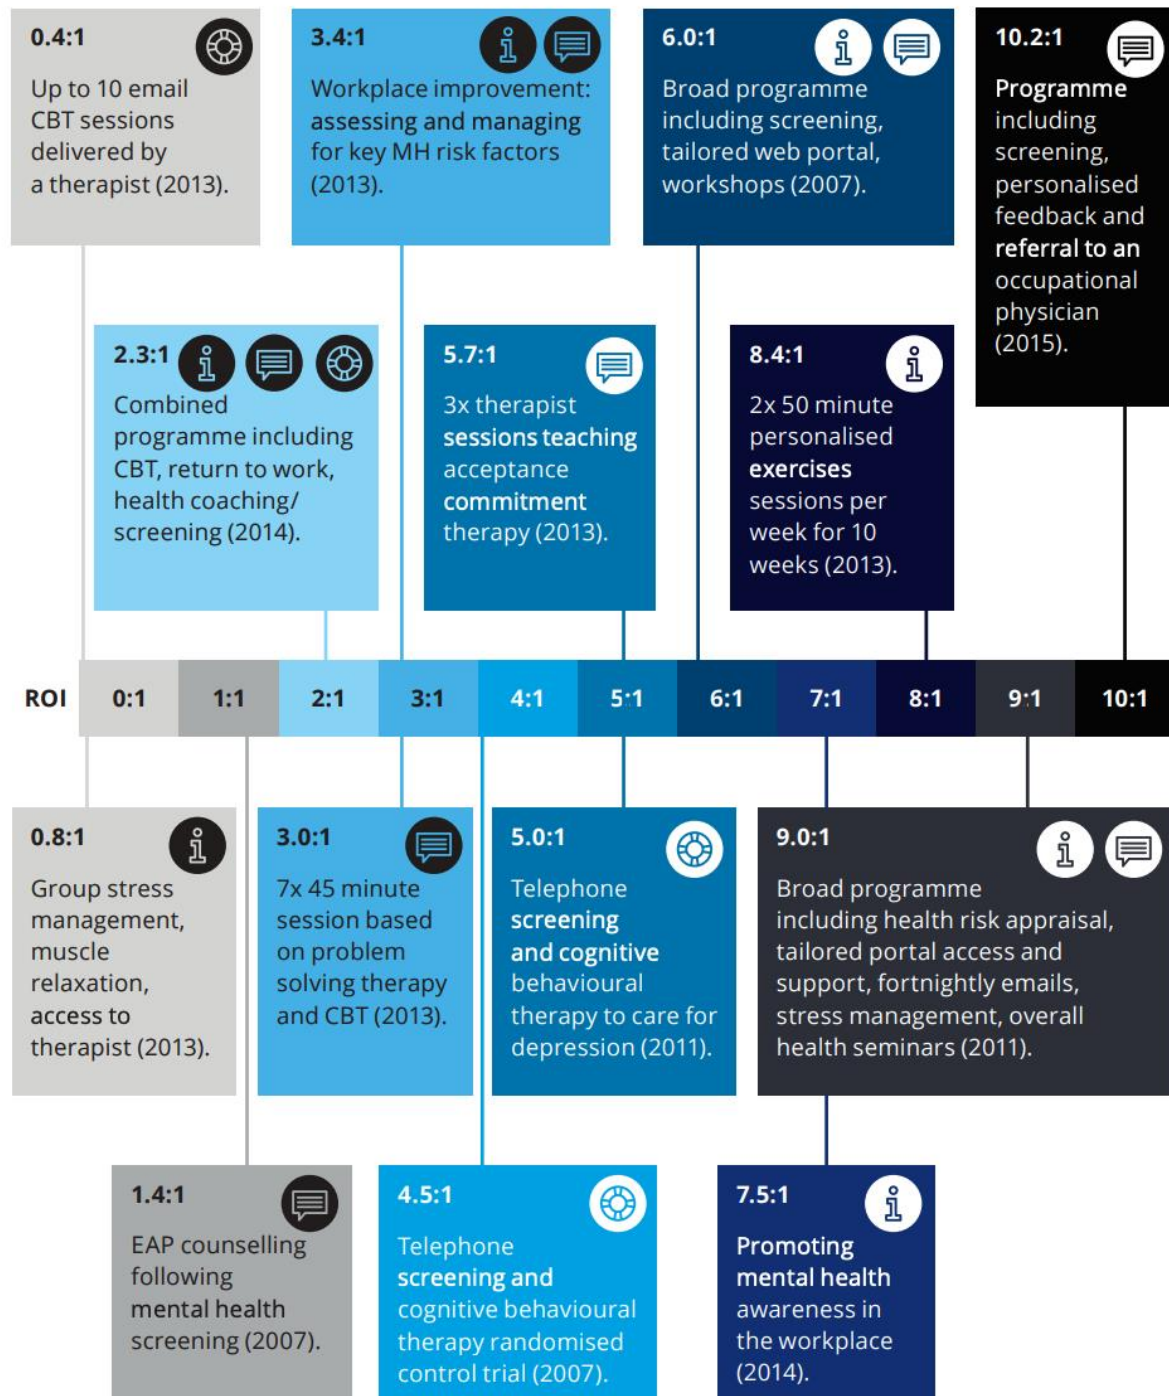 0.4:1
Up to 10 email
CBT sessions
delivered by
a therapist (2013).
3.4:1
Workplace improvement:
assessing and managing
for key MH risk factors
(2013).
6.0:1
Broad programme
including screening,
tailored web portal,
workshops (2007).
10.2:1
Programme
including
screening,
personalised
feedback and
referral to an
occupational
physician
(2015).
2.3:1
Combined
programme including
CBT, return to work,
health coaching/
screening (2014).
5.7:1
3x therapist
sessions teaching
acceptance
commitment
therapy (2013).
8.4:1
2x 50 minute
personalised
exercises
sessions per
week for 10
weeks (2013).
ROI 0:1 1:1 2:1 3:1 4:1 5:1 6:1 7:1 8:1 9:1 10:1
0.8:1
Group stress
management,
muscle
relaxation,
access to
therapist (2013).
3.0:1
7x 45 minute
session based
on problem
solving therapy
and CBT (2013).
5.0:1
Telephone
screening
and cognitive
behavioural
therapy to care for
depression (2011).
9.0:1
Broad programme
including health risk appraisal,
tailored portal access and
support, fortnightly emails,
stress management, overall
health seminars (2011).
1.4:1
EAP counselling
following
mental health
screening (2007).
4.5:1
Telephone
screening and
cognitive behavioural
therapy randomised
control trial (2007).
7.5:1
Promoting
mental health
awareness in
the workplace
(2014).